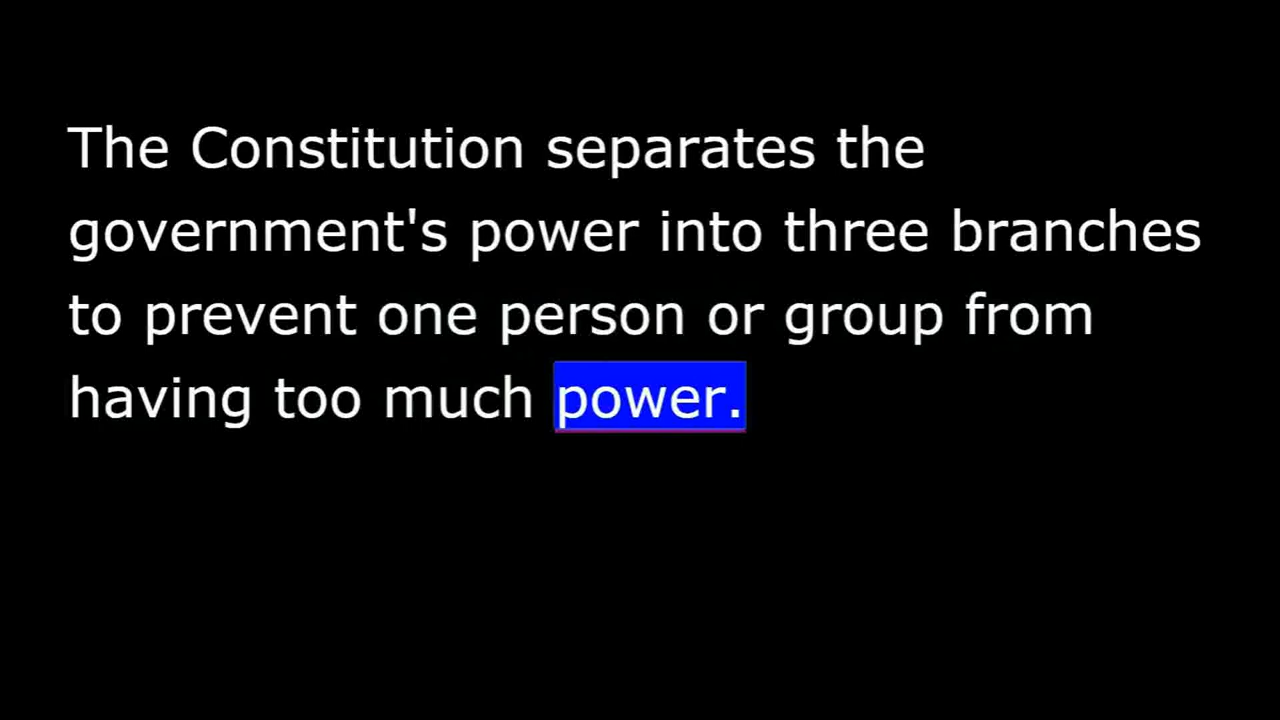 The Constitution separates the
government's power into three branches
to prevent one person or group from
having too much power.